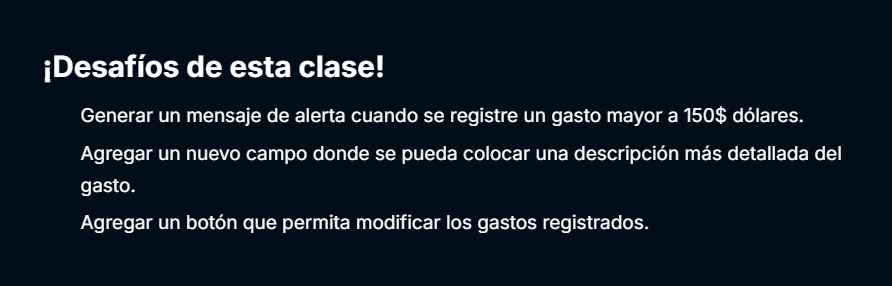 ¡Desafíos de esta clase!
Generar un mensaje de alerta cuando se registre un gasto mayor a 150$ dólares.
Agregar un nuevo campo donde se pueda colocar una descripción más detallada del
gasto.
Agregar un botón que permita modificar los gastos registrados.